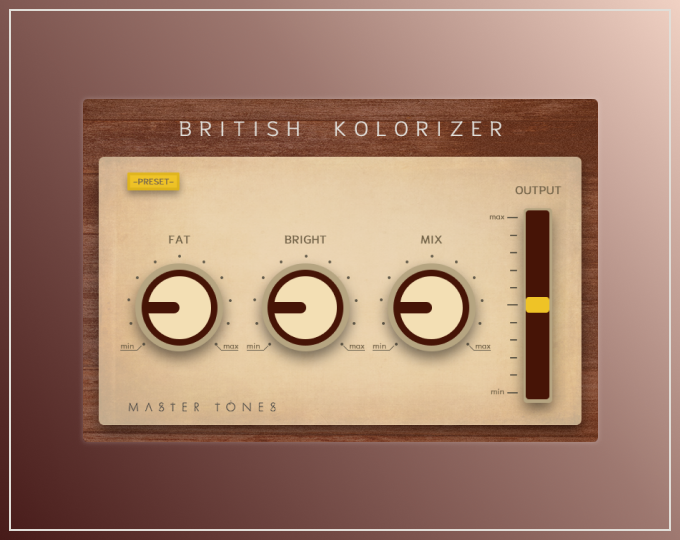 BRITISH KOLORIZER
–PRESET–
OUTPUT
max
FAT
BRIGHT
MIX
min max min max min max
min
MASTER TONES